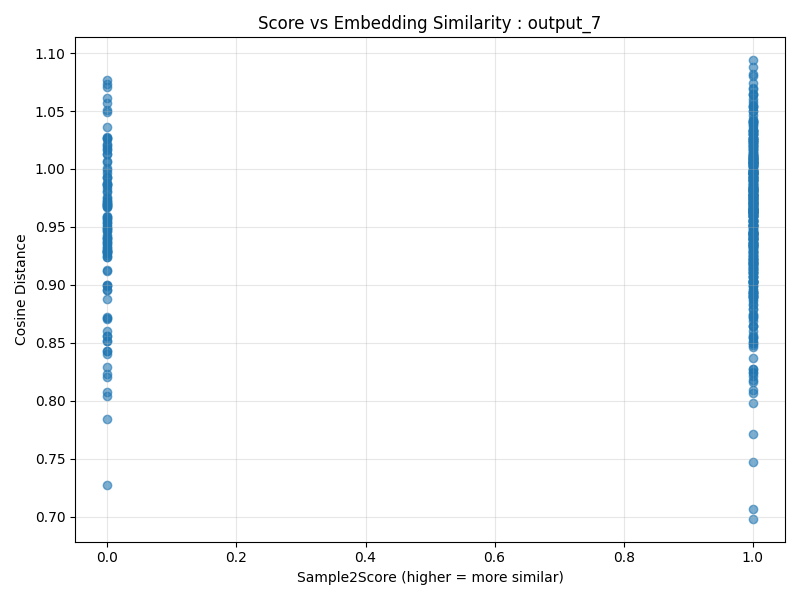 Score vs Embedding Similarity : output_7
1.10
1.05
1.00
0.95
0.90
0.85
0.80
0.75
0.70
Cosine Distance
0.0 0.2 0.4 0.6 0.8 1.0
Sample2Score (higher = more similar)